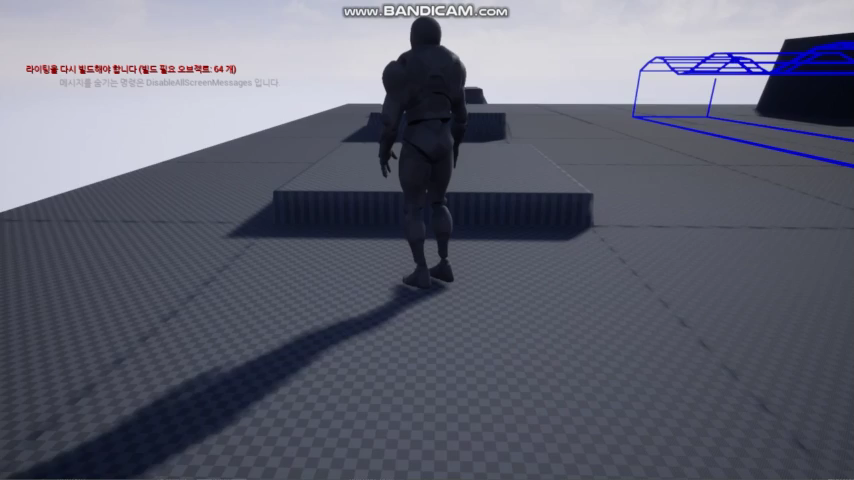 www.BANDICAM.com
라이팅을 다시 빌드해야 합니다 (빌드 필요 오브젝트: 64 개)
메시지를 숨기는 명령은 DisableAllScreenMessages 입니다.